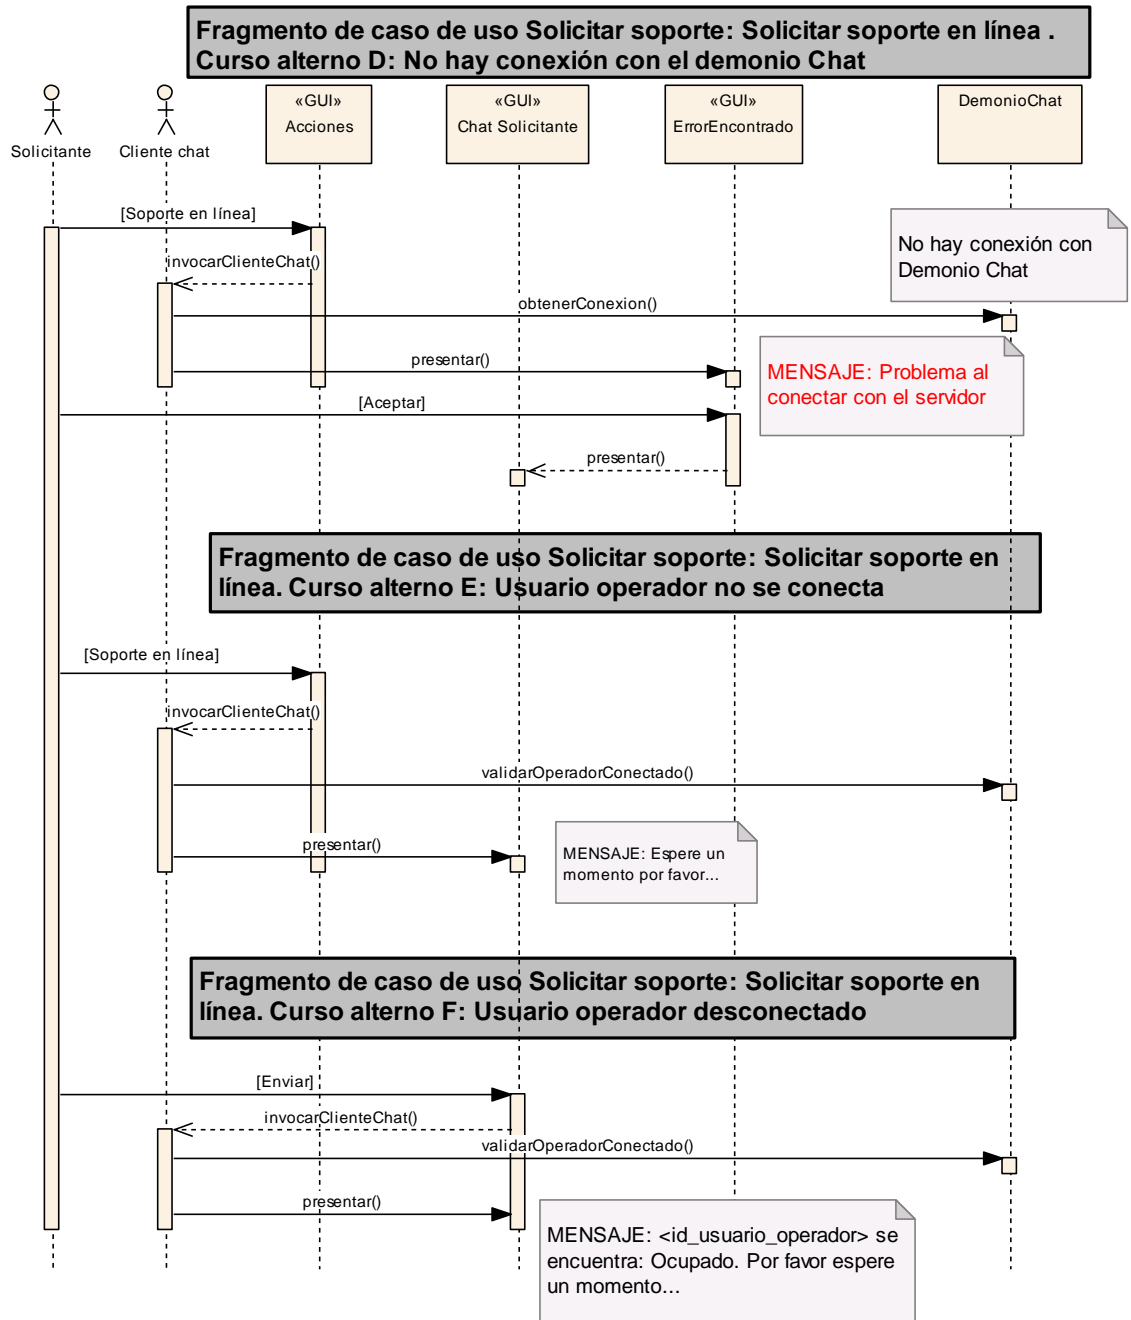 Fragmento de caso de uso Solicitar soporte: Solicitar soporte en línea .
Curso alterno D: No hay conexión con el demonio Chat
Solicitante
Cliente chat
«GUI»
Acciones
«GUI»
Chat Solicitante
«GUI»
ErrorEncontrado
DemonioChat
[Soporte en línea]
No hay conexión con
Demonio Chat
invocarClienteChat()
obtenerConexion()
presentar()
MENSAJE: Problema al
conectar con el servidor
[Aceptar]
presentar()
Fragmento de caso de uso Solicitar soporte: Solicitar soporte en
línea. Curso alterno E: Usuario operador no se conecta
[Soporte en línea]
invocarClienteChat()
validarOperadorConectado()
presentar()
MENSAJE: Espere un
momento por favor...
Fragmento de caso de uso Solicitar soporte: Solicitar soporte en
línea. Curso alterno F: Usuario operador desconectado
[Enviar]
invocarClienteChat()
validarOperadorConectado()
presentar()
MENSAJE: <id_usuario_operador> se
encuentra: Ocupado. Por favor espere
un momento...